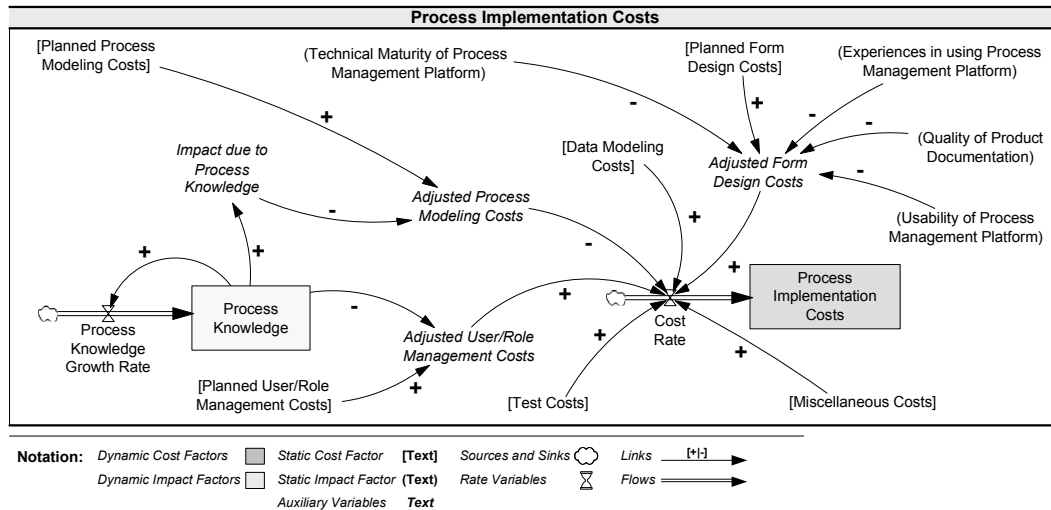 Process Implementation Costs
[Planned Process
Modeling Costs]
(Technical Maturity of Process
Management Platform)
[Planned Form
Design Costs]
(Experiences in using Process
Management Platform)
+
-
+
-
-
Impact due to
Process
Knowledge
[Data Modeling
Costs]
Adjusted Form
Design Costs
(Quality of Product
Documentation)
-
Adjusted Process
Modeling Costs
-
+
(Usability of Process
Management Platform)
+
+
-
+
Process
Knowledge
Growth Rate
Process
Knowledge
-
Adjusted User/Role
Management Costs
+
Cost
Rate
Process
Implementation
Costs
[Planned User/Role
Management Costs]
+
+
+
[Test Costs]
[Miscellaneous Costs]
Notation:
Dynamic Cost Factors
Static Cost Factor
[Text]
Sources and Sinks
Links
[+|-]
Dynamic Impact Factors
Static Impact Factor
(Text)
Rate Variables
Flows
Auxiliary Variables
Text